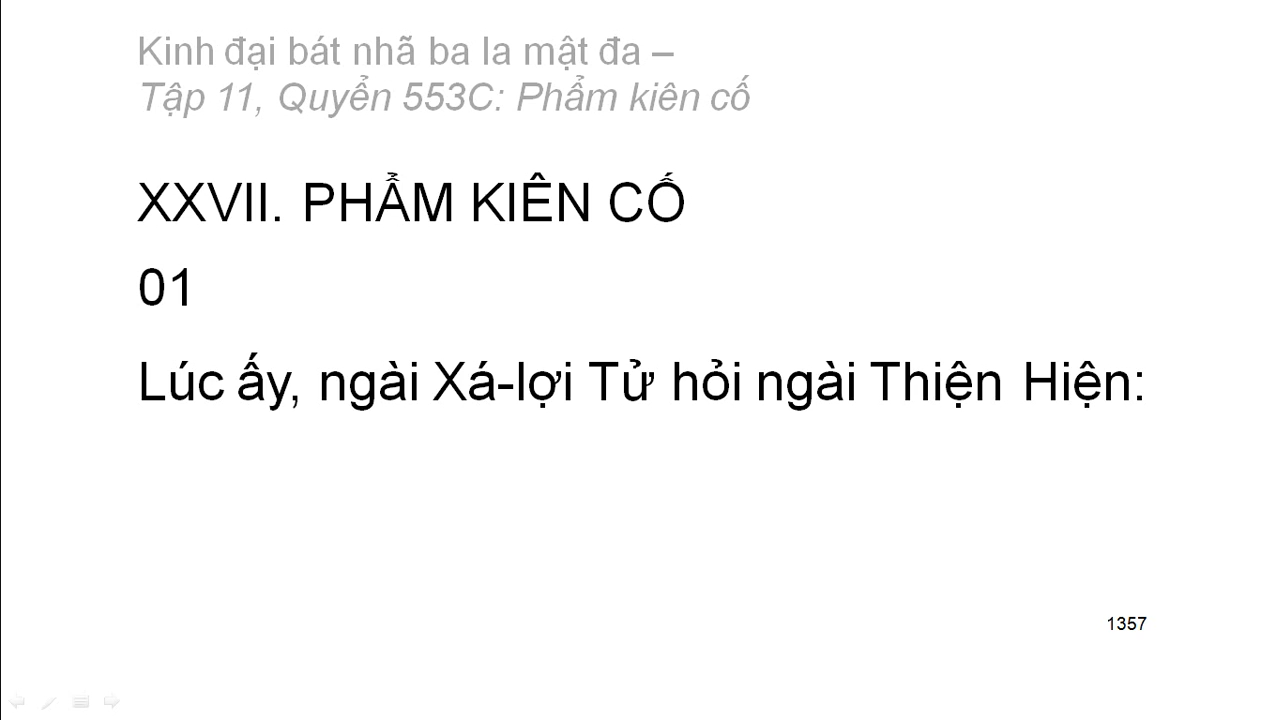 Kinh đại bát nhã ba la mật đa –
Tập 11, Quyển 553C: Phẩm kiên cố
XXVII. PHẨM KIÊN CỐ
01
Lúc ấy, ngài Xá-lợi Tử hỏi ngài Thiện Hiện:
1357